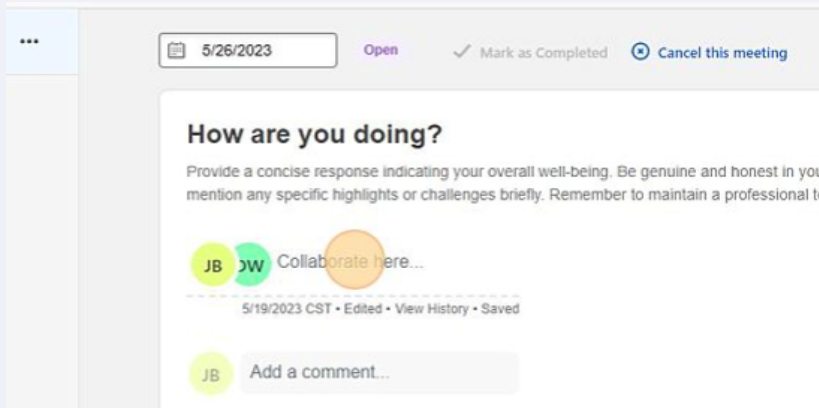 ...
5/26/2023 Open Mark as Completed Cancel this meeting
How are you doing?
Provide a concise response indicating your overall well-being. Be genuine and honest in
mention any specific highlights or challenges briefly. Remember to maintain a professional
JB OW Collaborate here...
5/19/2023 CST • Edited • View History • Saved
JB Add a comment...